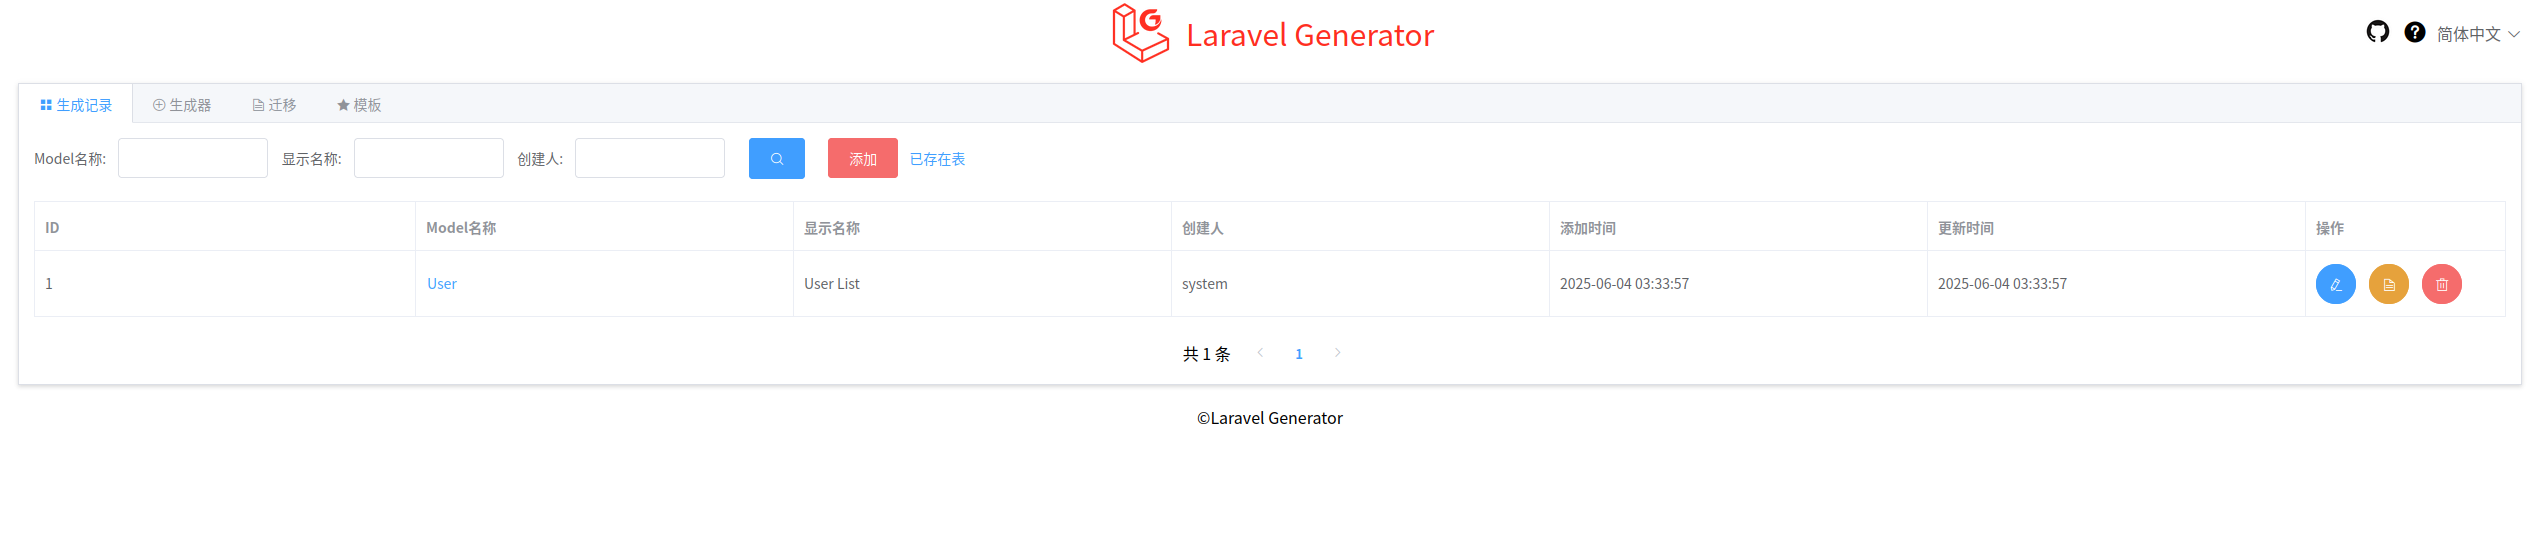 Laravel Generator
简体中文
生成记录 生成器 迁移 模板
Model名称: 显示名称: 创建人: 添加 已存在表
ID Model名称 显示名称 创建人 添加时间 更新时间 操作
1 User User List system 2025-06-04 03:33:57 2025-06-04 03:33:57
共 1 条 1
©Laravel Generator